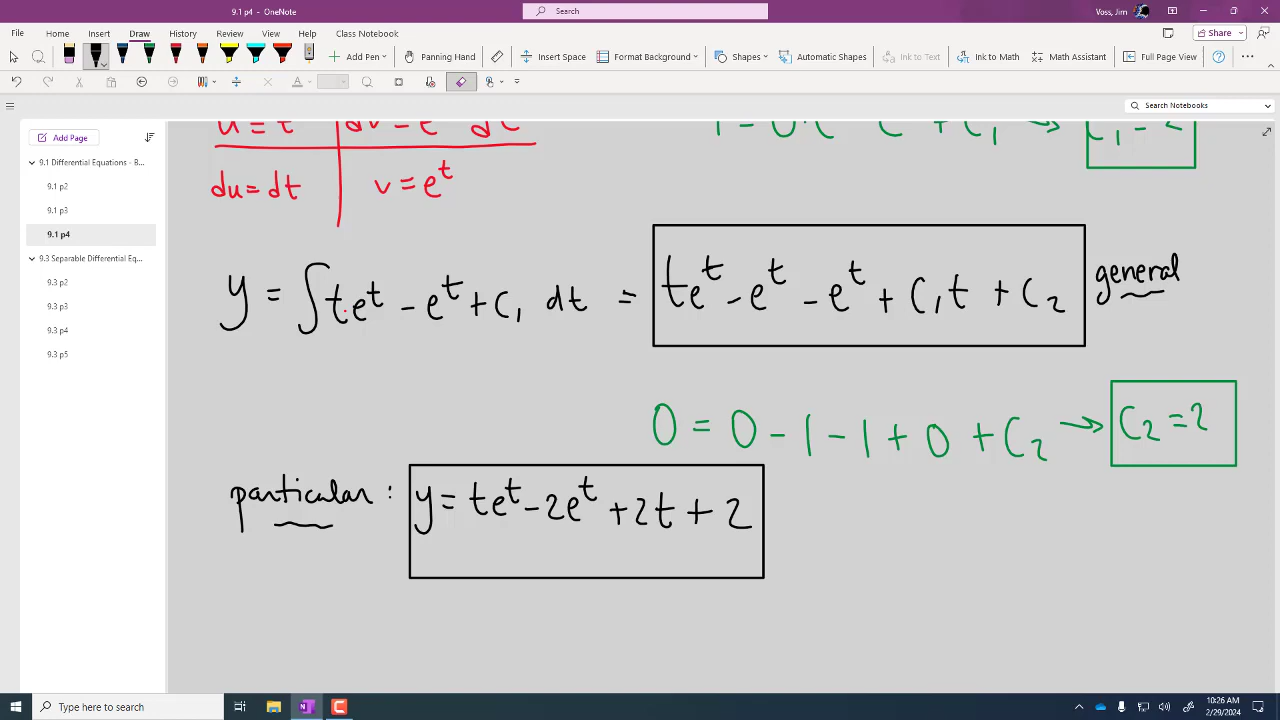 9.1 p4 - OneNote
Search
Voss, Jim
File Home Insert Draw History Review View Help Class Notebook
Share
Add Pen Panning Hand Insert Space Format Background Shapes Automatic Shapes Ink to Text Ink to Math Math Assistant Full Page View
Search Notebooks
Add Page
9.1 Differential Equations - B...
9.1 p2
9.1 p3
9.1 p4
9.3 Separable Differential Eq...
9.3 p2
9.3 p3
9.3 p4
9.3 p5
u = t dv = e^t dt
C₁ = 2
du = dt v = e^t
y = ∫ te^t - e^t + C₁ dt = te^t - e^t - e^t + C₁t + C₂ general
0 = 0 - 1 - 1 + 0 + C₂ → C₂ = 2
particular : y = te^t - 2e^t + 2t + 2
Type here to search
10:26 AM
2/29/2024